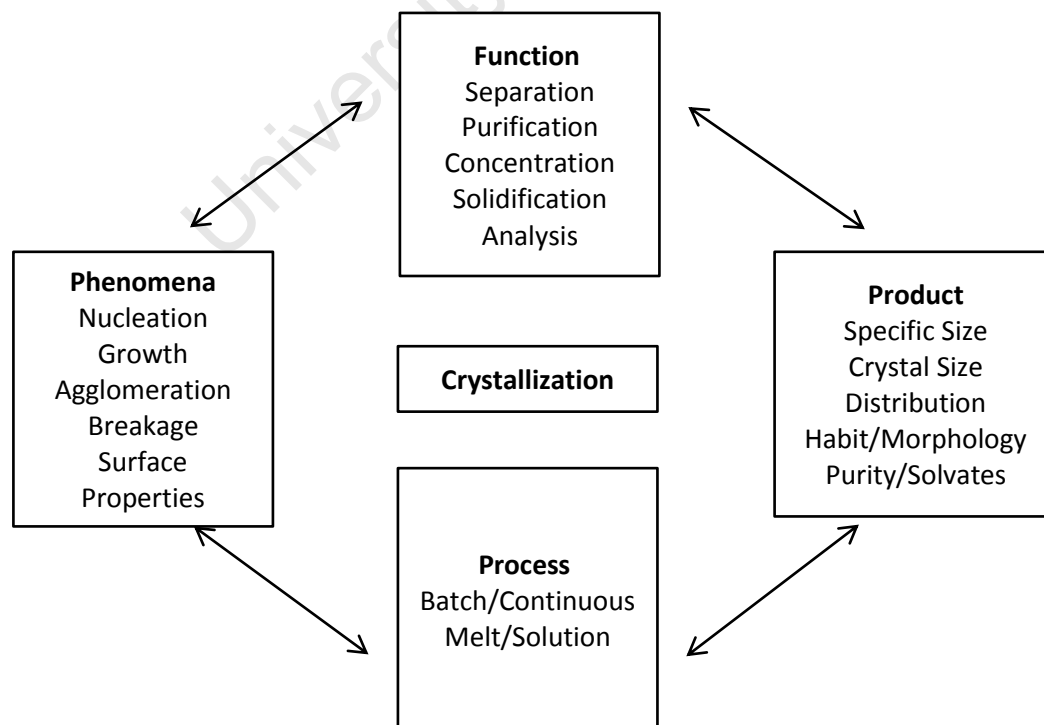 University
Function
Separation
Purification
Concentration
Solidification
Analysis
Phenomena
Nucleation
Growth
Agglomeration
Breakage
Surface
Properties
Crystallization
Product
Specific Size
Crystal Size
Distribution
Habit/Morphology
Purity/Solvates
Process
Batch/Continuous
Melt/Solution